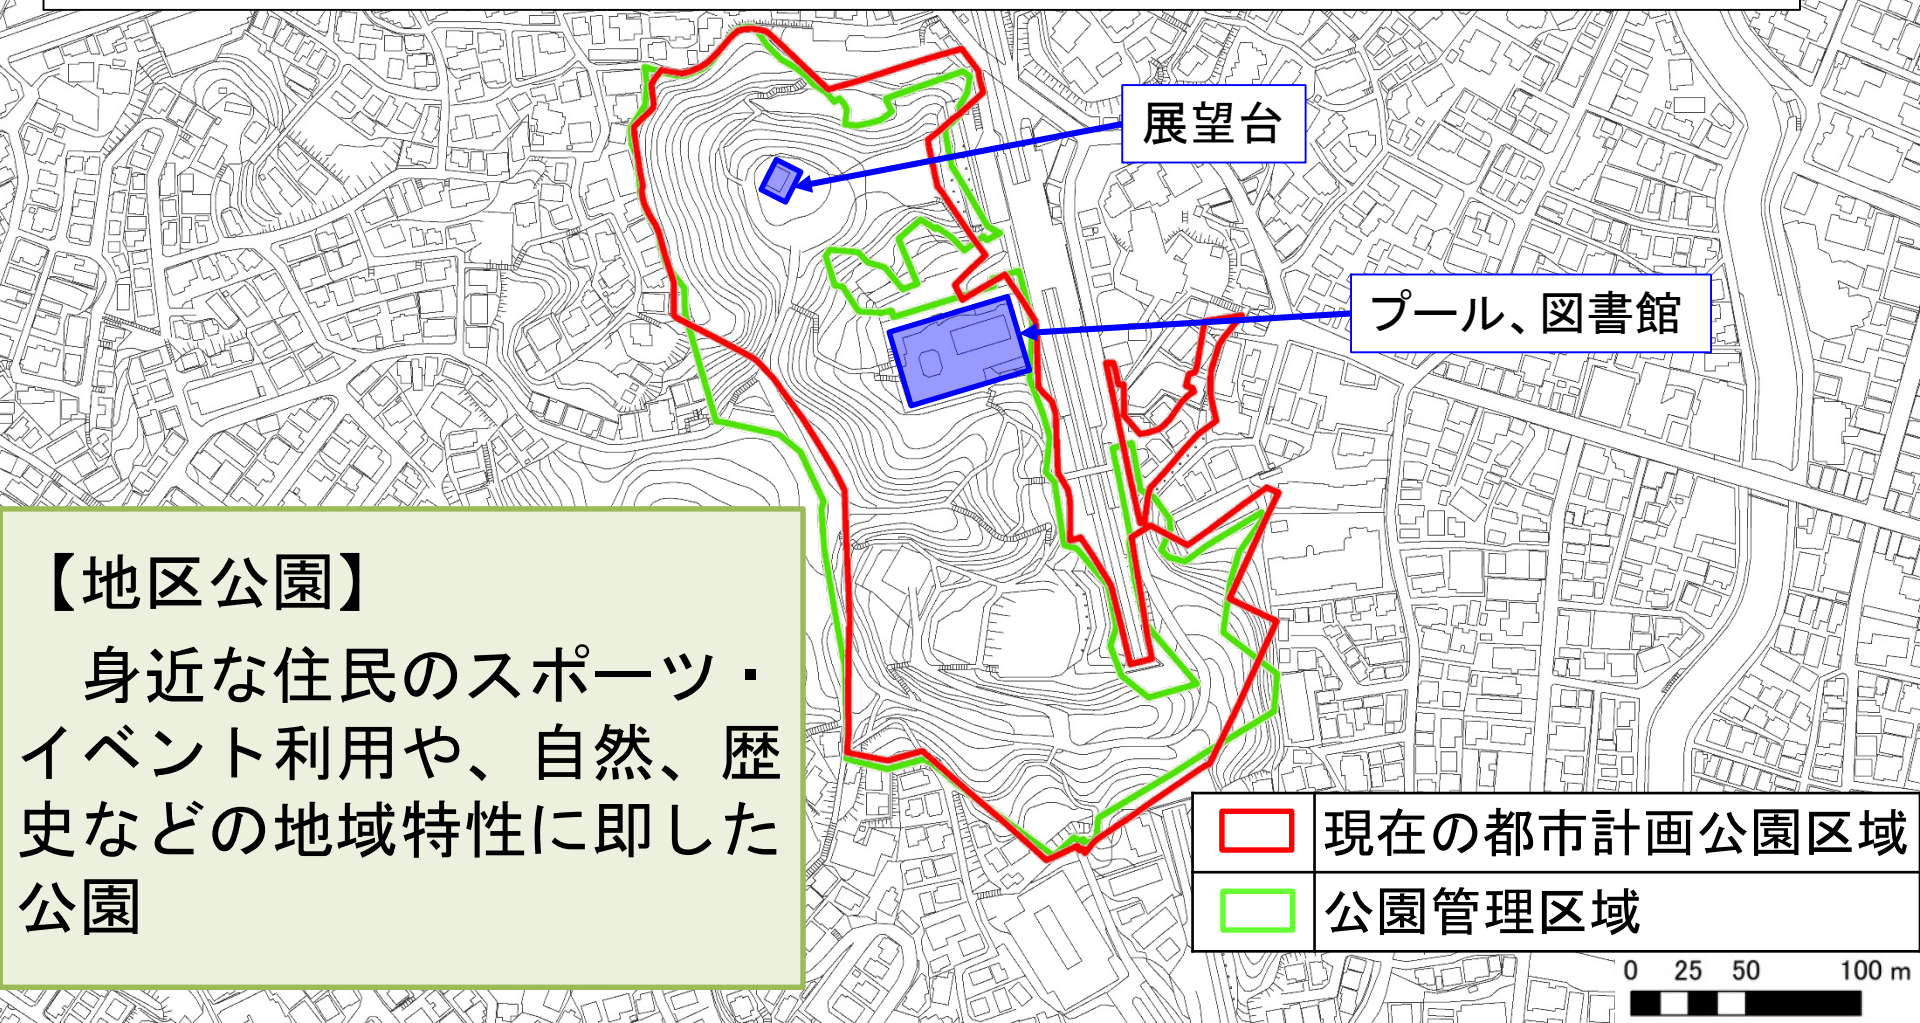 展望台
プール、図書館
【地区公園】
身近な住民のスポーツ・
イベント利用や、自然、歴
史などの地域特性に即した
公園
現在の都市計画公園区域
公園管理区域
0 25 50 100 m